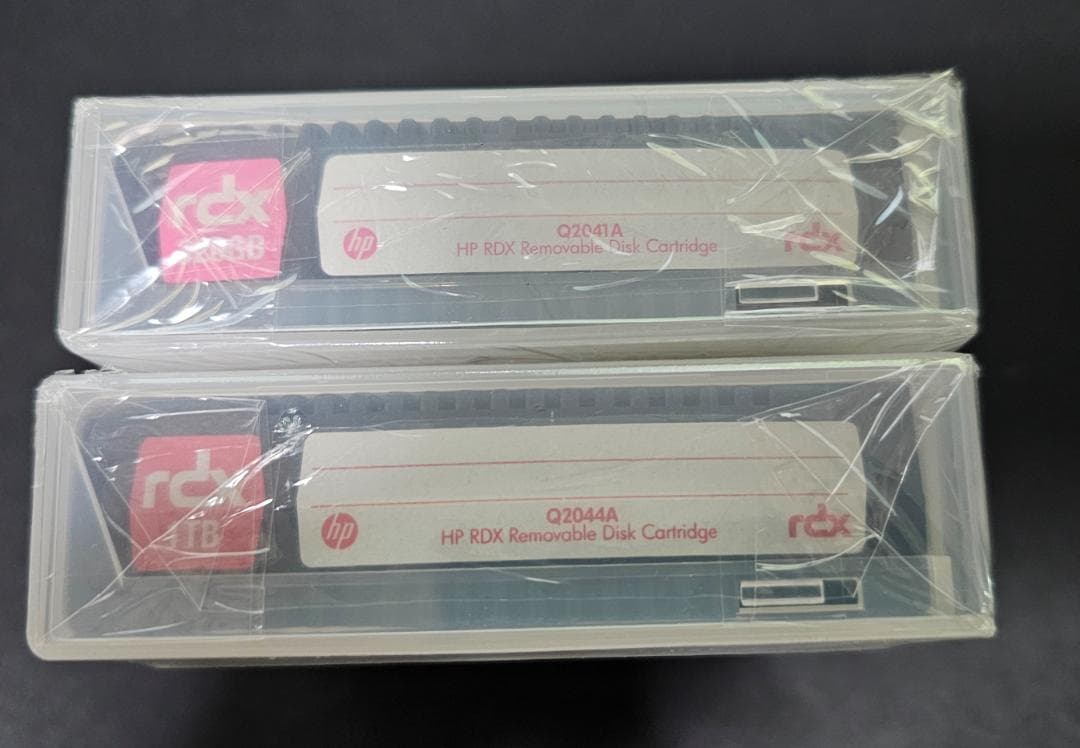 rdx
hp
Q2041A
HP RDX Removable Disk Cartridge
rdx
rdx
1TB
hp
Q2044A
HP RDX Removable Disk Cartridge
rdx